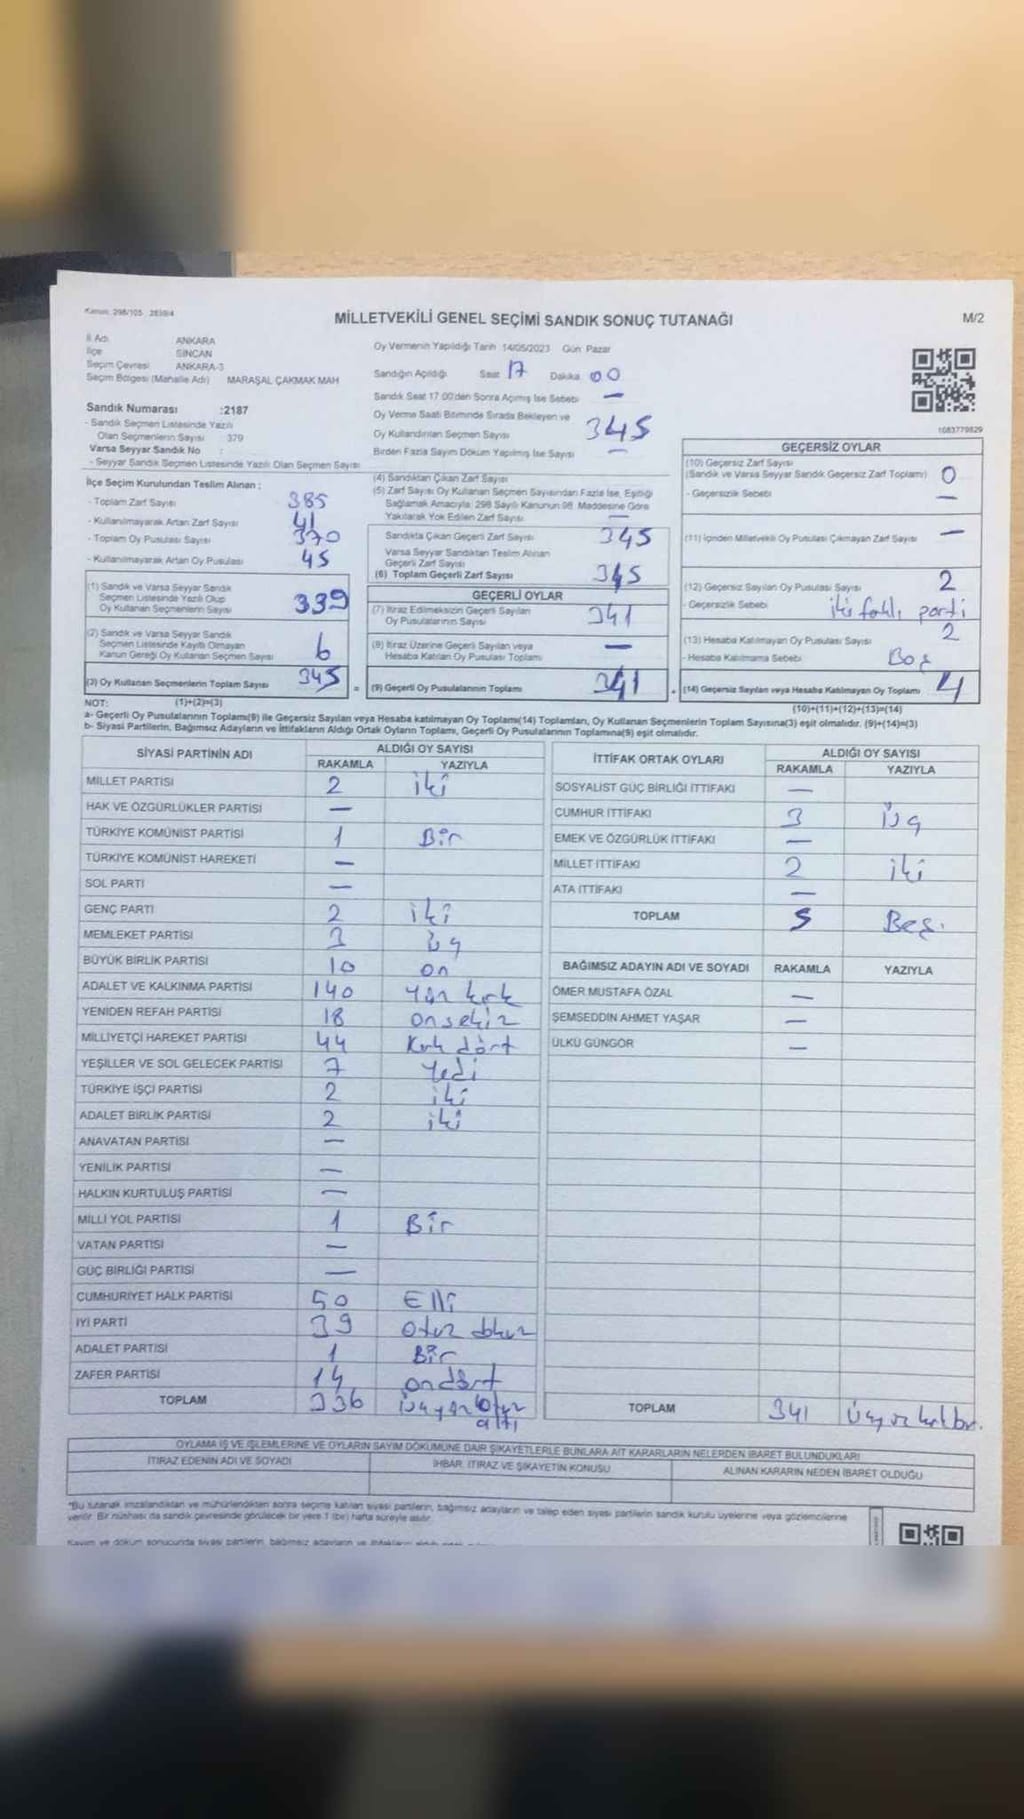 Kanun: 298/105 2839/4
MİLLETVEKİLİ GENEL SEÇİMİ SANDIK SONUÇ TUTANAĞI
M/2
İl Adı ANKARA
İlçe SİNCAN
Seçim Çevresi ANKARA-3
Seçim Bölgesi (Mahalle Adı) MARAŞAL ÇAKMAK MAH
Sandık Numarası :2187
- Sandık Seçmen Listesinde Yazılı
Olan Seçmenlerin Sayısı 379
Varsa Seyyar Sandık No :
- Seyyar Sandık Seçmen Listesinde Yazılı Olan Seçmen Sayısı
İlçe Seçim Kurulundan Teslim Alınan ;
- Toplam Zarf Sayısı 385
- Kullanılmayarak Artan Zarf Sayısı 41
- Toplam Oy Pusulası Sayısı 370
- Kullanılmayarak Artan Oy Pusulası 45
(1) Sandık ve Varsa Seyyar Sandık
Seçmen Listesinde Yazılı Olup
Oy Kullanan Seçmenlerin Sayısı 339
(2) Sandık ve Varsa Seyyar Sandık
Seçmen Listesinde Kayıtlı Olmayan
Kanun Gereği Oy Kullanan Seçmen Sayısı 6
(3) Oy Kullanan Seçmenlerin Toplam Sayısı 345
Oy Vermenin Yapıldığı Tarih 14/05/2023 Gün Pazar
Sandığın Açıldığı Saat 17 Dakika 00
Sandık Saat 17.00'den Sonra Açılmış İse Sebebi —
Oy Verme Saati Bitiminde Sırada Bekleyen ve
Oy Kullandırılan Seçmen Sayısı 345
Birden Fazla Sayım Döküm Yapılmış İse Sayısı —
(4) Sandıktan Çıkan Zarf Sayısı
(5) Zarf Sayısı Oy Kullanan Seçmen Sayısından Fazla İse, Eşitliği
Sağlamak Amacıyla; 298 Sayılı Kanunun 98. Maddesine Göre
Yakılarak Yok Edilen Zarf Sayısı —
Sandıkta Çıkan Geçerli Zarf Sayısı 345
Varsa Seyyar Sandıktan Teslim Alınan
Geçerli Zarf Sayısı
(6) Toplam Geçerli Zarf Sayısı 345
GEÇERLİ OYLAR
(7) İtiraz Edilmeksizin Geçerli Sayılan
Oy Pusulalarının Sayısı 341
(8) İtiraz Üzerine Geçerli Sayılan veya
Hesaba Katılan Oy Pusulası Toplamı —
= (9) Geçerli Oy Pusulalarının Toplamı 341
1083779829
GEÇERSİZ OYLAR
(10) Geçersiz Zarf Sayısı
(Sandık ve Varsa Seyyar Sandık Geçersiz Zarf Toplamı) 0
- Geçersizlik Sebebi —
(11) İçinden Milletvekili Oy Pusulası Çıkmayan Zarf Sayısı —
(12) Geçersiz Sayılan Oy Pusulası Sayısı 2
- Geçersizlik Sebebi iki farklı parti
(13) Hesaba Katılmayan Oy Pusulası Sayısı 2
- Hesaba Katılmama Sebebi Boş
+ (14) Geçersiz Sayılan veya Hesaba Katılmayan Oy Toplamı 4
NOT: (1)+(2)=(3)
(10)+(11)+(12)+(13)=(14)
a- Geçerli Oy Pusulalarının Toplamı(9) ile Geçersiz Sayılan veya Hesaba katılmayan Oy Toplamı(14) Toplamları, Oy Kullanan Seçmenlerin Toplam Sayısına(3) eşit olmalıdır. (9)+(14)=(3)
b- Siyasi Partilerin, Bağımsız Adayların ve İttifakların Aldığı Ortak Oyların Toplamı, Geçerli Oy Pusulalarının Toplamına(9) eşit olmalıdır.
SİYASİ PARTİNİN ADI ALDIĞI OY SAYISI
RAKAMLA YAZIYLA
MİLLET PARTİSİ 2 iki
HAK VE ÖZGÜRLÜKLER PARTİSİ —
TÜRKİYE KOMÜNİST PARTİSİ 1 Bir
TÜRKİYE KOMÜNİST HAREKETİ —
SOL PARTİ —
GENÇ PARTİ 2 iki
MEMLEKET PARTİSİ 3 üç
BÜYÜK BİRLİK PARTİSİ 10 on
ADALET VE KALKINMA PARTİSİ 140 yüz kırk
YENİDEN REFAH PARTİSİ 18 onsekiz
MİLLİYETÇİ HAREKET PARTİSİ 44 Kırk dört
YEŞİLLER VE SOL GELECEK PARTİSİ 7 Yedi
TÜRKİYE İŞÇİ PARTİSİ 2 iki
ADALET BİRLİK PARTİSİ 2 iki
ANAVATAN PARTİSİ —
YENİLİK PARTİSİ —
HALKIN KURTULUŞ PARTİSİ —
MİLLİ YOL PARTİSİ 1 Bir
VATAN PARTİSİ —
GÜÇ BİRLİĞİ PARTİSİ —
CUMHURİYET HALK PARTİSİ 50 Elli
İYİ PARTİ 39 otuz dokuz
ADALET PARTİSİ 1 Bir
ZAFER PARTİSİ 14 ondört
TOPLAM 336 üçyüz otuz altı
İTTİFAK ORTAK OYLARI ALDIĞI OY SAYISI
RAKAMLA YAZIYLA
SOSYALİST GÜÇ BİRLİĞİ İTTİFAKI —
CUMHUR İTTİFAKI 3 üç
EMEK VE ÖZGÜRLÜK İTTİFAKI —
MİLLET İTTİFAKI 2 iki
ATA İTTİFAKI —
TOPLAM 5 Beş.
BAĞIMSIZ ADAYIN ADI VE SOYADI RAKAMLA YAZIYLA
ÖMER MUSTAFA ÖZAL —
ŞEMSEDDİN AHMET YAŞAR —
ÜLKÜ GÜNGÖR —
TOPLAM 341 üçyüz kırk bir.
OYLAMA İŞ VE İŞLEMLERİNE VE OYLARIN SAYIM DÖKÜMÜNE DAİR ŞİKAYETLERLE BUNLARA AİT KARARLARIN NELERDEN İBARET BULUNDUKLARI
İTİRAZ EDENİN ADI VE SOYADI İHBAR, İTİRAZ VE ŞİKAYETİN KONUSU ALINAN KARARIN NEDEN İBARET OLDUĞU
"Bu tutanak imzalandıktan ve mühürlendikten sonra seçime katılan siyasi partilerin, bağımsız adayların ve talep eden siyasi partilerin sandık kurulu üyelerine veya gözlemcilerine
verilir. Bir nüshası da sandık çevresinde görülecek bir yere 1 (bir) hafta süreyle asılır.
Sayım ve döküm sonucunda siyasi partilerin, bağımsız adayların ve ittifakların